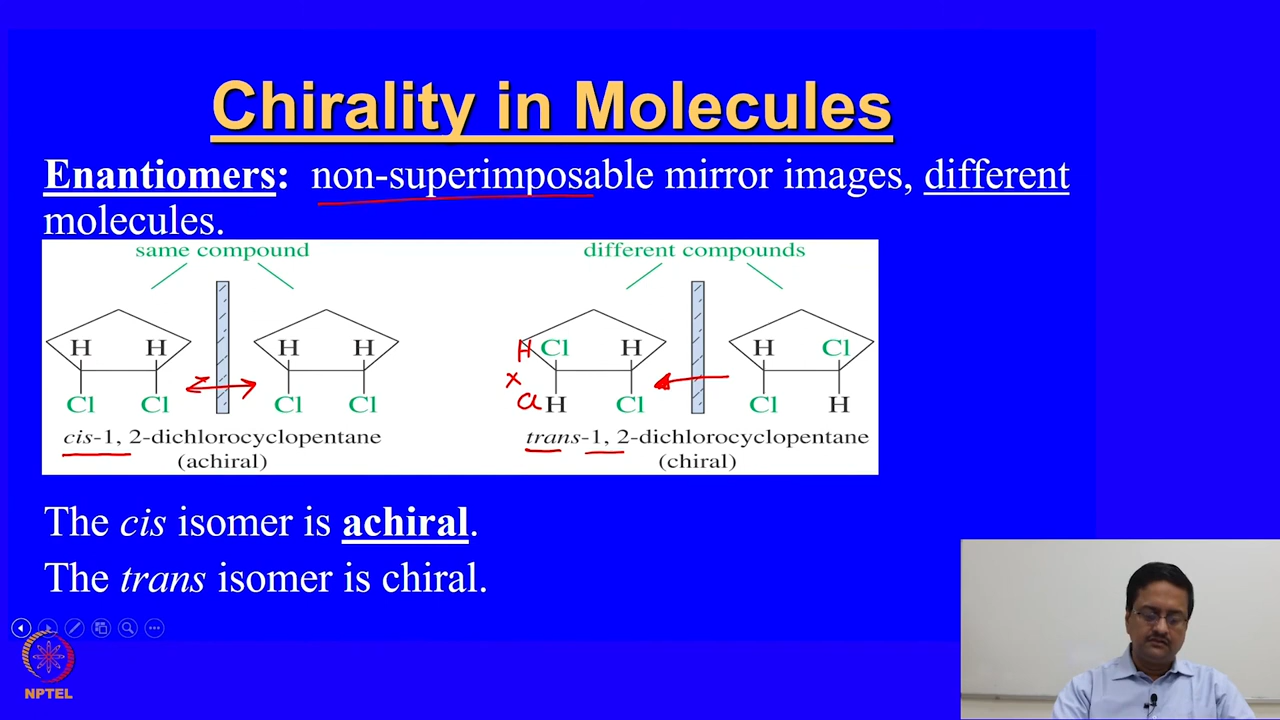 Chirality in Molecules
Enantiomers: non-superimposable mirror images, different
molecules.
same compound
different compounds
H H H H H Cl H H Cl
x
Cl Cl Cl Cl a H Cl Cl H
cis-1, 2-dichlorocyclopentane
(achiral)
trans-1, 2-dichlorocyclopentane
(chiral)
The cis isomer is achiral.
The trans isomer is chiral.
NPTEL